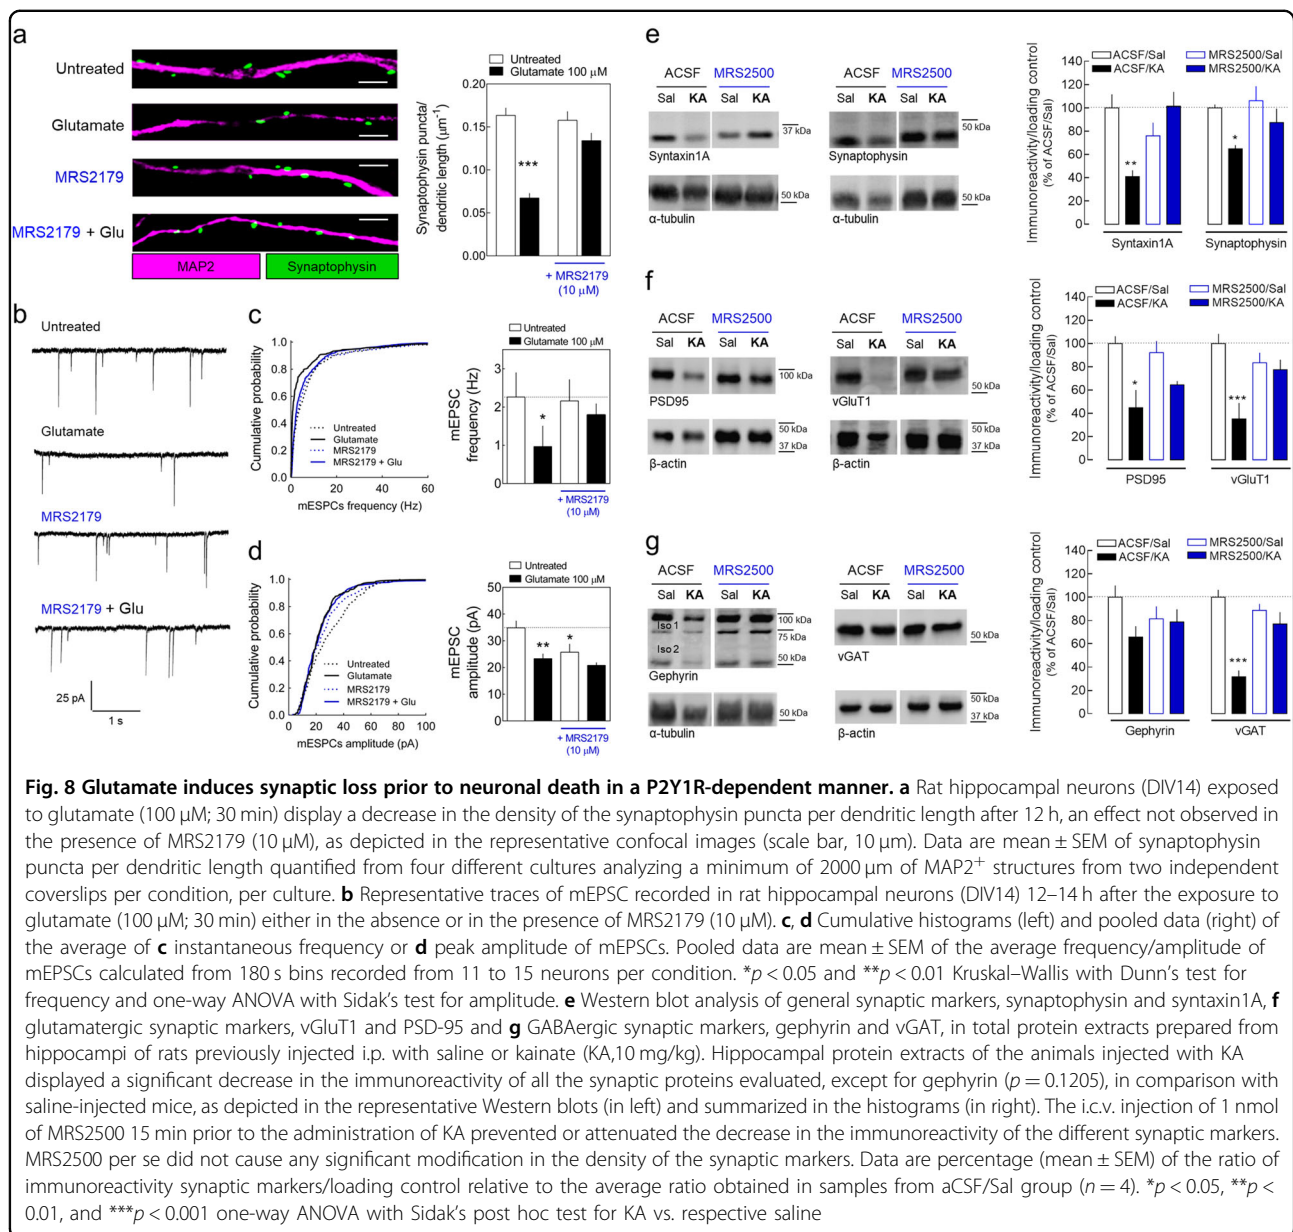 a
Untreated
Glutamate
MRS2179
MRS2179 + Glu
MAP2
Synaptophysin
Untreated
Glutamate 100 µM
Synaptophysin puncta/
dendritic length (µm⁻¹)
0.20
0.15
0.10
0.05
0.00
***
+ MRS2179
(10 µM)
b
Untreated
Glutamate
MRS2179
MRS2179 + Glu
25 pA
1 s
c
Cumulative probability
1.0
0.8
0.6
0.4
0.2
0.0
0
20
40
60
mESPCs frequency (Hz)
Untreated
Glutamate
MRS2179
MRS2179 + Glu
Untreated
Glutamate 100 µM
mEPSC
frequency (Hz)
3
2
1
0
*
+ MRS2179
(10 µM)
d
Cumulative probability
1.0
0.8
0.6
0.4
0.2
0.0
0
20
40
60
80
100
mESPCs amplitude (pA)
Untreated
Glutamate
MRS2179
MRS2179 + Glu
Untreated
Glutamate 100 µM
mEPSC
amplitude (pA)
50
40
30
20
10
0
**
*
+ MRS2179
(10 µM)
e
ACSF
MRS2500
Sal KA
Sal KA
37 kDa
Syntaxin1A
50 kDa
α-tubulin
ACSF
MRS2500
Sal KA
Sal KA
50 kDa
Synaptophysin
50 kDa
α-tubulin
ACSF/Sal
ACSF/KA
MRS2500/Sal
MRS2500/KA
Immunoreactivity/loading control
(% of ACSF/Sal)
140
120
100
80
60
40
20
0
**
*
Syntaxin1A
Synaptophysin
f
ACSF
MRS2500
Sal KA
Sal KA
100 kDa
PSD95
50 kDa
37 kDa
β-actin
ACSF
MRS2500
Sal KA
Sal KA
50 kDa
vGluT1
50 kDa
37 kDa
β-actin
ACSF/Sal
ACSF/KA
MRS2500/Sal
MRS2500/KA
Immunoreactivity/loading control
(% of ACSF/Sal)
140
120
100
80
60
40
20
0
*
***
PSD95
vGluT1
g
ACSF
MRS2500
Sal KA
Sal KA
Iso 1
Iso 2
100 kDa
75 kDa
50 kDa
Gephyrin
50 kDa
α-tubulin
ACSF
MRS2500
Sal KA
Sal KA
50 kDa
vGAT
50 kDa
37 kDa
β-actin
ACSF/Sal
ACSF/KA
MRS2500/Sal
MRS2500/KA
Immunoreactivity/loading control
(% of ACSF/Sal)
140
120
100
80
60
40
20
0
***
Gephyrin
vGAT
Fig. 8 Glutamate induces synaptic loss prior to neuronal death in a P2Y1R-dependent manner. a Rat hippocampal neurons (DIV14) exposed
to glutamate (100 µM; 30 min) display a decrease in the density of the synaptophysin puncta per dendritic length after 12 h, an effect not observed in
the presence of MRS2179 (10 µM), as depicted in the representative confocal images (scale bar, 10 µm). Data are mean ± SEM of synaptophysin
puncta per dendritic length quantified from four different cultures analyzing a minimum of 2000 µm of MAP2⁺ structures from two independent
coverslips per condition, per culture. b Representative traces of mEPSC recorded in rat hippocampal neurons (DIV14) 12–14 h after the exposure to
glutamate (100 µM; 30 min) either in the absence or in the presence of MRS2179 (10 µM). c, d Cumulative histograms (left) and pooled data (right) of
the average of c instantaneous frequency or d peak amplitude of mEPSCs. Pooled data are mean ± SEM of the average frequency/amplitude of
mEPSCs calculated from 180 s bins recorded from 11 to 15 neurons per condition. *p < 0.05 and **p < 0.01 Kruskal–Wallis with Dunn's test for
frequency and one-way ANOVA with Sidak's test for amplitude. e Western blot analysis of general synaptic markers, synaptophysin and syntaxin1A, f
glutamatergic synaptic markers, vGluT1 and PSD-95 and g GABAergic synaptic markers, gephyrin and vGAT, in total protein extracts prepared from
hippocampi of rats previously injected i.p. with saline or kainate (KA,10 mg/kg). Hippocampal protein extracts of the animals injected with KA
displayed a significant decrease in the immunoreactivity of all the synaptic proteins evaluated, except for gephyrin (p = 0.1205), in comparison with
saline-injected mice, as depicted in the representative Western blots (in left) and summarized in the histograms (in right). The i.c.v. injection of 1 nmol
of MRS2500 15 min prior to the administration of KA prevented or attenuated the decrease in the immunoreactivity of the different synaptic markers.
MRS2500 per se did not cause any significant modification in the density of the synaptic markers. Data are percentage (mean ± SEM) of the ratio of
immunoreactivity synaptic markers/loading control relative to the average ratio obtained in samples from aCSF/Sal group (n = 4). *p < 0.05, **p <
0.01, and ***p < 0.001 one-way ANOVA with Sidak's post hoc test for KA vs. respective saline